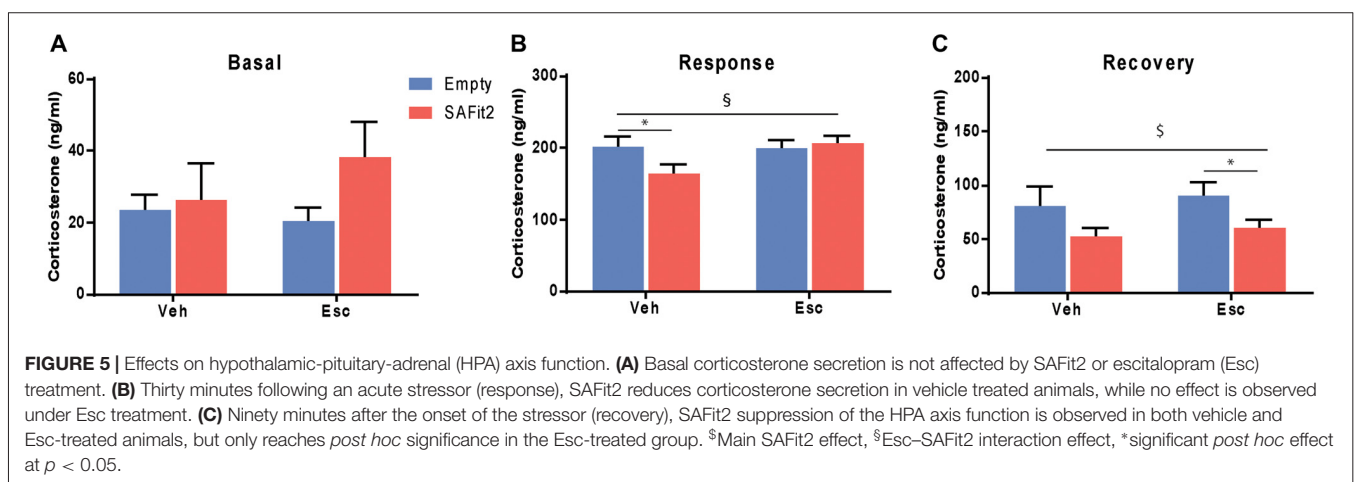 A
Basal
Corticosterone (ng/ml)
60
40
20
0
Veh
Esc
Empty
SAFit2
B
Response
Corticosterone (ng/ml)
300
200
100
0
§
*
Veh
Esc
C
Recovery
Corticosterone (ng/ml)
200
150
100
50
0
$
*
Veh
Esc
FIGURE 5 | Effects on hypothalamic-pituitary-adrenal (HPA) axis function. (A) Basal corticosterone secretion is not affected by SAFit2 or escitalopram (Esc)
treatment. (B) Thirty minutes following an acute stressor (response), SAFit2 reduces corticosterone secretion in vehicle treated animals, while no effect is observed
under Esc treatment. (C) Ninety minutes after the onset of the stressor (recovery), SAFit2 suppression of the HPA axis function is observed in both vehicle and
Esc-treated animals, but only reaches post hoc significance in the Esc-treated group. $Main SAFit2 effect, §Esc–SAFit2 interaction effect, *significant post hoc effect
at p < 0.05.